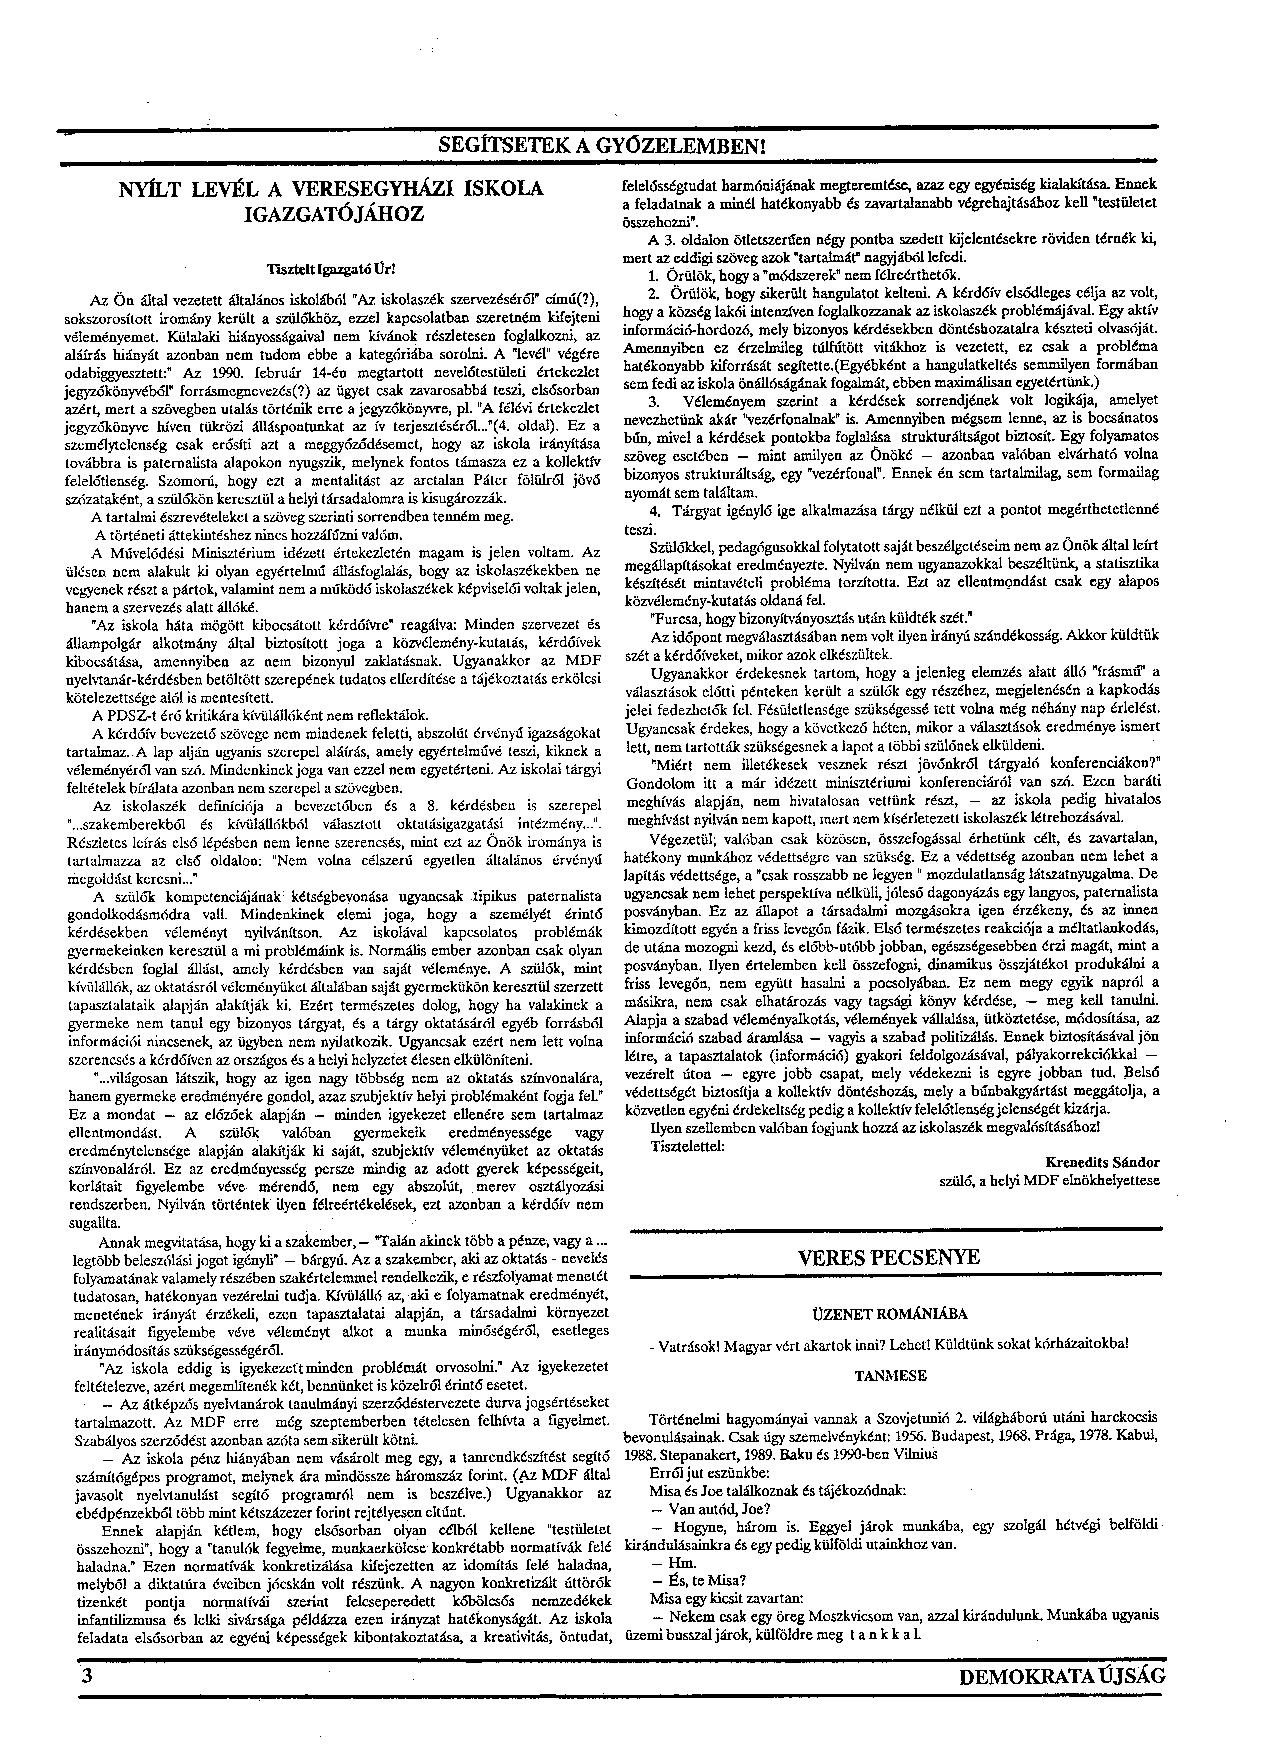 SEGÍTSETEK A GYŐZELEMBEN!
NYÍLT LEVÉL A VERESEGYHÁZI ISKOLA
IGAZGATÓJÁHOZ
Tisztelt Igazgató Úr!
Az Ön által vezetett általános iskolából "Az iskolaszék szervezéséről" című(?),
sokszorosított iromány került a szülőkhöz, ezzel kapcsolatban szeretném kifejteni
véleményemet. Külalaki hiányosságaival nem kívánok részletesen foglalkozni, az
aláírás hiányát azonban nem tudom ebbe a kategóriába sorolni. A "levél" végére
odabiggyesztett:" Az 1990. február 14-én megtartott nevelőtestületi értekezlet
jegyzőkönyvéből" forrásmegnevezés(?) az ügyet csak zavarosabbá teszi, elsősorban
azért, mert a szövegben utalás történik erre a jegyzőkönyvre, pl. "A félévi értekezlet
jegyzőkönyve híven tükrözi álláspontunkat az ív terjesztéséről..."(4. oldal). Ez a
személytelenség csak erősíti azt a meggyőződésemet, hogy az iskola irányítása
továbbra is paternalista alapokon nyugszik, melynek fontos támasza ez a kollektív
felelőtlenség. Szomorú, hogy ezt a mentalitást az arctalan Páter fölülről jövő
szózataként, a szülőkön keresztül a helyi társadalomra is kisugározzák.
A tartalmi észrevételeket a szöveg szerinti sorrendben tenném meg.
A történeti áttekintéshez nincs hozzáfűzni valóm.
A Művelődési Minisztérium idézett értekezletén magam is jelen voltam. Az
ülésen nem alakult ki olyan egyértelmű állásfoglalás, hogy az iskolaszékekben ne
vegyenek részt a pártok, valamint nem a működő iskolaszékek képviselői voltak jelen,
hanem a szervezés alatt állóké.
"Az iskola háta mögött kibocsátott kérdőívre" reagálva: Minden szervezet és
állampolgár alkotmány által biztosított joga a közvélemény-kutatás, kérdőívek
kibocsátása, amennyiben az nem bizonyul zaklatásnak. Ugyanakkor az MDF
nyelvtanár-kérdésben betöltött szerepének tudatos elferdítése a tájékoztatás erkölcsi
kötelezettsége alól is mentesített.
A PDSZ-t érő kritikára kívülállóként nem reflektálok.
A kérdőív bevezető szövege nem mindenek feletti, abszolút érvényű igazságokat
tartalmaz. A lap alján ugyanis szerepel aláírás, amely egyértelművé teszi, kiknek a
véleményéről van szó. Mindenkinek joga van ezzel nem egyetérteni. Az iskolai tárgyi
feltételek bírálata azonban nem szerepel a szövegben.
Az iskolaszék definíciója a bevezetőben és a 8. kérdésben is szerepel
"...szakemberekből és kívülállókból választott oktatásigazgatási intézmény...".
Részletes leírás első lépésben nem lenne szerencsés, mint ezt az Önök irománya is
tartalmazza az első oldalon: "Nem volna célszerű egyetlen általános érvényű
megoldást keresni..."
A szülők kompetenciájának kétségbevonása ugyancsak tipikus paternalista
gondolkodásmódra vall. Mindenkinek elemi joga, hogy a személyét érintő
kérdésekben véleményt nyilvánítson. Az iskolával kapcsolatos problémák
gyermekeinken keresztül a mi problémáink is. Normális ember azonban csak olyan
kérdésben foglal állást, amely kérdésben van saját véleménye. A szülők, mint
kívülállók, az oktatásról véleményüket általában saját gyermekükön keresztül szerzett
tapasztalataik alapján alakítják ki. Ezért természetes dolog, hogy ha valakinek a
gyermeke nem tanul egy bizonyos tárgyat, és a tárgy oktatásáról egyéb forrásból
információi nincsenek, az ügyben nem nyilatkozik. Ugyancsak ezért nem lett volna
szerencsés a kérdőíven az országos és a helyi helyzetet élesen elkülöníteni.
"...világosan látszik, hogy az igen nagy többség nem az oktatás színvonalára,
hanem gyermeke eredményére gondol, azaz szubjektív helyi problémaként fogja fel."
Ez a mondat — az előzőek alapján — minden igyekezet ellenére sem tartalmaz
ellentmondást. A szülők valóban gyermekeik eredményessége vagy
eredménytelensége alapján alakítják ki saját, szubjektív véleményüket az oktatás
színvonaláról. Ez az eredményesség persze mindig az adott gyerek képességeit,
korlátait figyelembe véve mérendő, nem egy abszolút, merev osztályozási
rendszerben. Nyilván történtek ilyen félreértékelések, ezt azonban a kérdőív nem
sugallta.
Annak megvitatása, hogy ki a szakember, — "Talán akinek több a pénze, vagy a ...
legtöbb beleszólási jogot igényli" — bárgyú. Az a szakember, aki az oktatás - nevelés
folyamatának valamely részében szakértelemmel rendelkezik, e részfolyamat menetét
tudatosan, hatékonyan vezérelni tudja. Kívülálló az, aki e folyamatnak eredményét,
menetének irányát érzékeli, ezen tapasztalatai alapján, a társadalmi környezet
realitásait figyelembe véve véleményt alkot a munka minőségéről, esetleges
iránymódosítás szükségességéről.
"Az iskola eddig is igyekezett minden problémát orvosolni." Az igyekezetet
feltételezve, azért megemlítenék két, bennünket is közelről érintő esetet.
— Az átképzős nyelvtanárok tanulmányi szerződéstervezete durva jogsértéseket
tartalmazott. Az MDF erre még szeptemberben tételesen felhívta a figyelmet.
Szabályos szerződést azonban azóta sem sikerült kötni.
— Az iskola pénz hiányában nem vásárolt meg egy, a tanrendkészítést segítő
számítógépes programot, melynek ára mindössze háromszáz forint. (Az MDF által
javasolt nyelvtanulást segítő programról nem is beszélve.) Ugyanakkor az
ebédpénzekből több mint kétszázezer forint rejtélyesen eltűnt.
Ennek alapján kétlem, hogy elsősorban olyan célból kellene "testületet
összehozni", hogy a "tanulók fegyelme, munkaerkölcse konkrétabb normatívák felé
haladna." Ezen normatívák konkretizálása kifejezetten az idomítás felé haladna,
melyből a diktatúra éveiben jócskán volt részünk. A nagyon konkretizált úttörők
tizenkét pontja normatívái szerint felcseperedett kőbölcsős nemzedékek
infantilizmusa és lelki sivársága példázza ezen irányzat hatékonyságát. Az iskola
feladata elsősorban az egyéni képességek kibontakoztatása, a kreativitás, öntudat,
felelősségtudat harmóniájának megteremtése, azaz egy egyéniség kialakítása. Ennek
a feladatnak a minél hatékonyabb és zavartalanabb végrehajtásához kell "testületet
összehozni".
A 3. oldalon ötletszerűen négy pontba szedett kijelentésekre röviden térnék ki,
mert az eddigi szöveg azok "tartalmát" nagyjából lefedi.
1. Örülök, hogy a "módszerek" nem félreérthetők.
2. Örülök, hogy sikerült hangulatot kelteni. A kérdőív elsődleges célja az volt,
hogy a község lakói intenzíven foglalkozzanak az iskolaszék problémájával. Egy aktív
információ-hordozó, mely bizonyos kérdésekben döntéshozatalra készteti olvasóját.
Amennyiben ez érzelmileg túlfűtött vitákhoz is vezetett, ez csak a probléma
hatékonyabb kiforrását segítette.(Egyébként a hangulatkeltés semmilyen formában
sem fedi az iskola önállóságának fogalmát, ebben maximálisan egyetértünk.)
3. Véleményem szerint a kérdések sorrendjének volt logikája, amelyet
nevezhetünk akár "vezérfonalnak" is. Amennyiben mégsem lenne, az is bocsánatos
bűn, mivel a kérdések pontokba foglalása strukturáltságot biztosít. Egy folyamatos
szöveg esetében — mint amilyen az Önöké — azonban valóban elvárható volna
bizonyos strukturáltság, egy "vezérfonal". Ennek én sem tartalmilag, sem formailag
nyomát sem találtam.
4. Tárgyat igénylő ige alkalmazása tárgy nélkül ezt a pontot megérthetetlenné
teszi.
Szülőkkel, pedagógusokkal folytatott saját beszélgetéseim nem az Önök által leírt
megállapításokat eredményezte. Nyilván nem ugyanazokkal beszéltünk, a statisztika
készítését mintavételi probléma torzította. Ezt az ellentmondást csak egy alapos
közvélemény-kutatás oldaná fel.
"Furcsa, hogy bizonyítványosztás után küldték szét."
Az időpont megválasztásában nem volt ilyen irányú szándékosság. Akkor küldtük
szét a kérdőíveket, mikor azok elkészültek.
Ugyanakkor érdekesnek tartom, hogy a jelenleg elemzés alatt álló "írásmű" a
választások előtti pénteken került a szülők egy részéhez, megjelenésén a kapkodás
jelei fedezhetők fel. Fésületlensége szükségessé tett volna még néhány nap érlelést.
Ugyancsak érdekes, hogy a következő héten, mikor a választások eredménye ismert
lett, nem tartották szükségesnek a lapot a többi szülőnek elküldeni.
"Miért nem illetékesek vesznek részt jövőnkről tárgyaló konferenciákon?"
Gondolom itt a már idézett minisztériumi konferenciáról van szó. Ezen baráti
meghívás alapján, nem hivatalosan vettünk részt, — az iskola pedig hivatalos
meghívást nyilván nem kapott, mert nem kísérletezett iskolaszék létrehozásával.
Végezetül; valóban csak közösen, összefogással érhetünk célt, és zavartalan,
hatékony munkához védettségre van szükség. Ez a védettség azonban nem lehet a
lapítás védettsége, a "csak rosszabb ne legyen " mozdulatlanság látszatnyugalma. De
ugyancsak nem lehet perspektíva nélküli, jóleső dagonyázás egy langyos, paternalista
posványban. Ez az állapot a társadalmi mozgásokra igen érzékeny, és az innen
kimozdított egyén a friss levegőn fázik. Első természetes reakciója a méltatlankodás,
de utána mozogni kezd, és előbb-utóbb jobban, egészségesebben érzi magát, mint a
posványban. Ilyen értelemben kell összefogni, dinamikus összjátékot produkálni a
friss levegőn, nem együtt hasalni a pocsolyában. Ez nem megy egyik napról a
másikra, nem csak elhatározás vagy tagsági könyv kérdése, — meg kell tanulni.
Alapja a szabad véleményalkotás, vélemények vállalása, ütköztetése, módosítása, az
információ szabad áramlása — vagyis a szabad politizálás. Ennek biztosításával jön
létre, a tapasztalatok (információ) gyakori feldolgozásával, pályakorrekciókkal —
vezérelt úton — egyre jobb csapat, mely védekezni is egyre jobban tud. Belső
védettségét biztosítja a kollektív döntéshozás, mely a bűnbakgyártást meggátolja, a
közvetlen egyéni érdekeltség pedig a kollektív felelőtlenség jelenségét kizárja.
Ilyen szellemben valóban fogjunk hozzá az iskolaszék megvalósításához!
Tisztelettel:
Krenedits Sándor
szülő, a helyi MDF elnökhelyettese
VERES PECSENYE
ÜZENET ROMÁNIÁBA
- Vatrások! Magyar vért akartok inni? Lehet! Küldtünk sokat kórházaitokba!
TANMESE
Történelmi hagyományai vannak a Szovjetunió 2. világháború utáni harckocsis
bevonulásainak. Csak úgy szemelvényként: 1956. Budapest, 1968. Prága, 1978. Kabul,
1988. Stepanakert, 1989. Baku és 1990-ben Vilnius
Erről jut eszünkbe:
Misa és Joe találkoznak és tájékozódnak:
— Van autód, Joe?
— Hogyne, három is. Eggyel járok munkába, egy szolgál hétvégi belföldi
kirándulásainkra és egy pedig külföldi utainkhoz van.
— Hm.
— És, te Misa?
Misa egy kicsit zavartan:
— Nekem csak egy öreg Moszkvicsom van, azzal kirándulunk. Munkába ugyanis
üzemi busszal járok, külföldre meg t a n k k a l.
3
DEMOKRATA ÚJSÁG